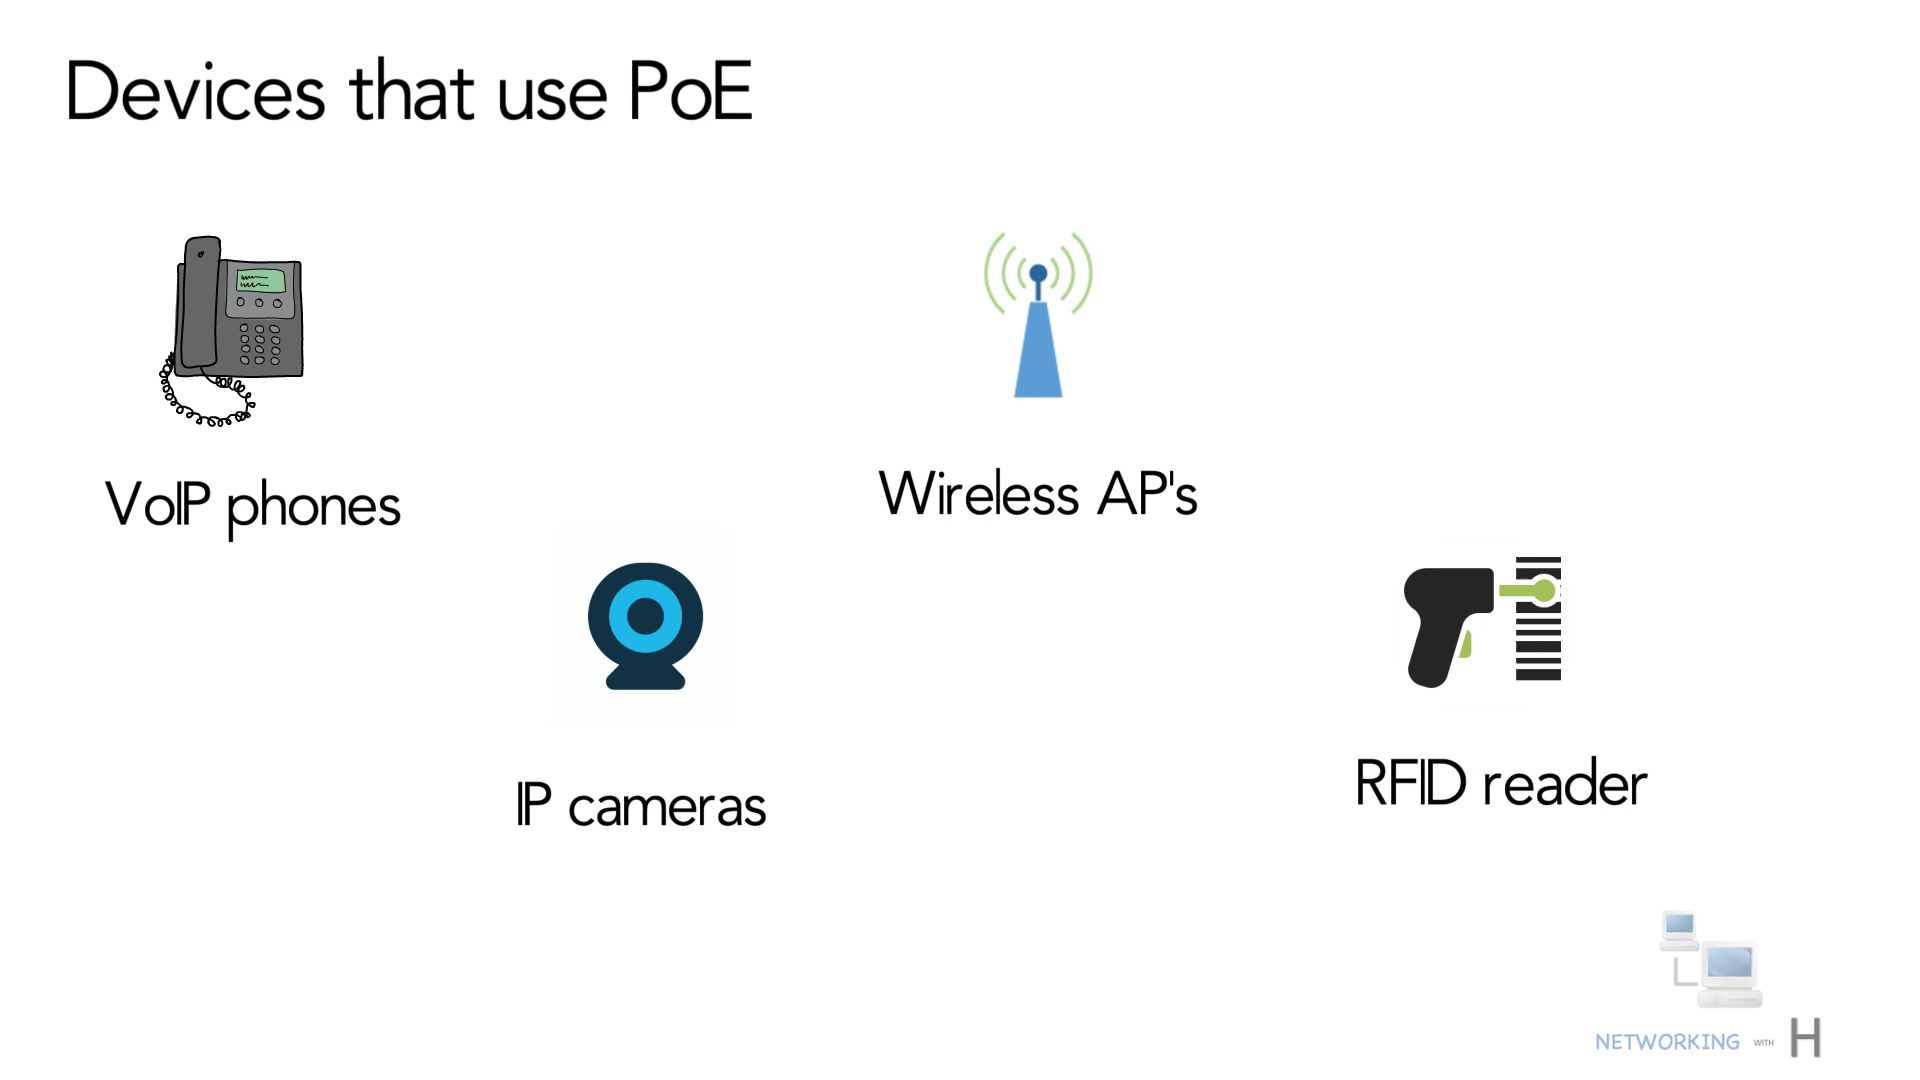 Devices that use PoE
VoIP phones
Wireless AP's
IP cameras
RFID reader
NETWORKING WITH H